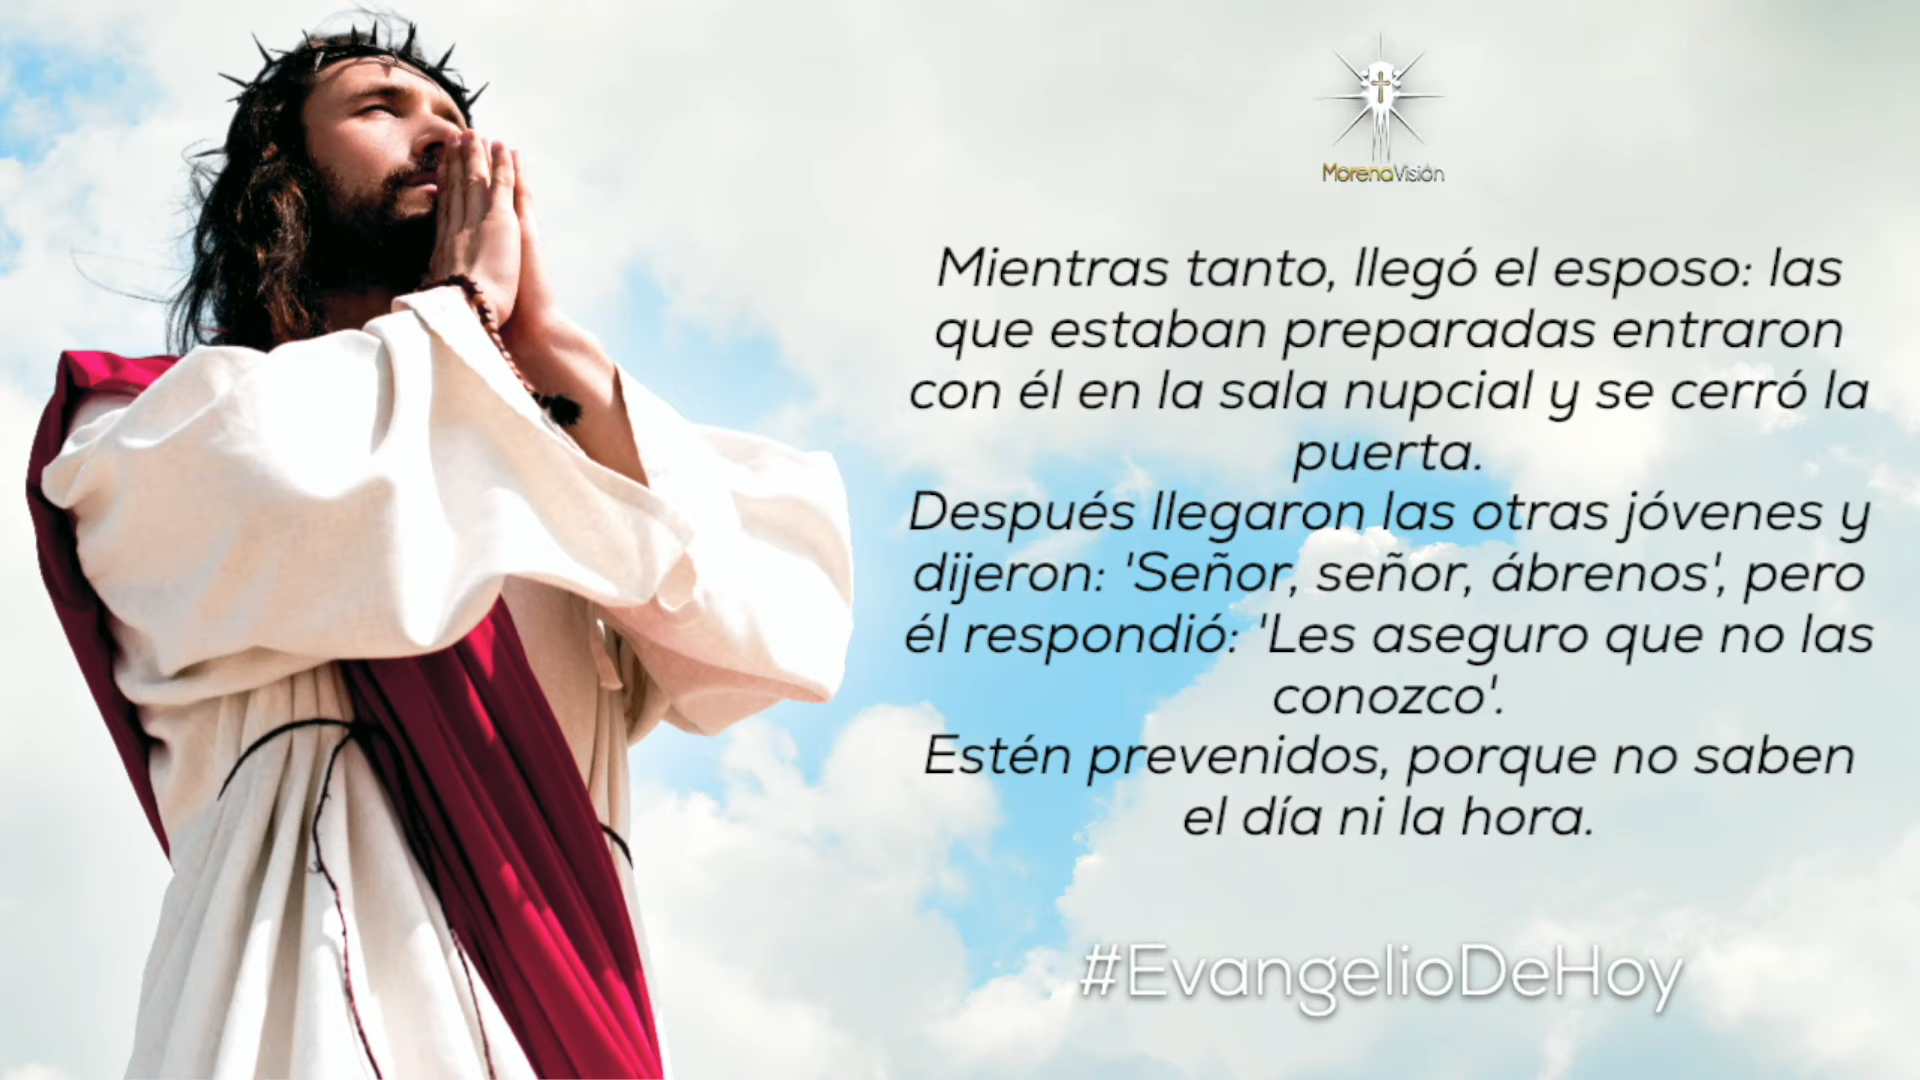 MorenaVisión
Mientras tanto, llegó el esposo: las
que estaban preparadas entraron
con él en la sala nupcial y se cerró la
puerta.
Después llegaron las otras jóvenes y
dijeron: 'Señor, señor, ábrenos', pero
él respondió: 'Les aseguro que no las
conozco'.
Estén prevenidos, porque no saben
el día ni la hora.
#EvangelioDeHoy